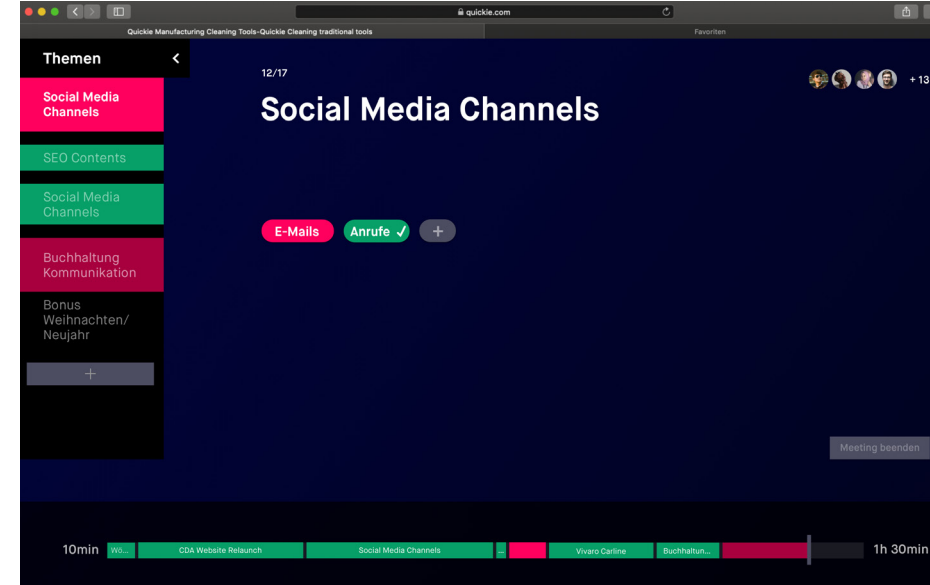 quickie.com
Quickie Manufacturing Cleaning Tools-Quickie Cleaning traditional tools
Favoriten
Themen
Social Media
Channels
SEO Contents
Social Media
Channels
Buchhaltung
Kommunikation
Bonus
Weihnachten/
Neujahr
+
12/17
+ 13
Social Media Channels
E-Mails
Anrufe ✓
+
Meeting beenden
10min
Wö...
CDA Website Relaunch
Social Media Channels
...
Vivaro Carline
Buchhaltun...
1h 30min